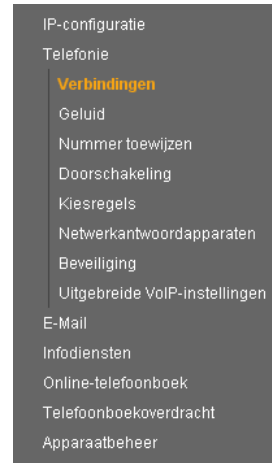 IP-configuratie
Telefonie
Verbindingen
Geluid
Nummer toewijzen
Doorschakeling
Kiesregels
Netwerkantwoordapparaten
Beveiliging
Uitgebreide VoIP-instellingen
E-Mail
Infodiensten
Online-telefoonboek
Telefoonboekoverdracht
Apparaatbeheer